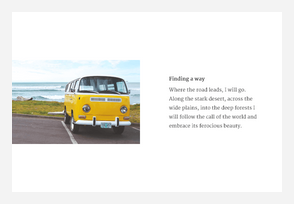 Finding a way
Where the road leads, I will go.
Along the stark desert, across the
wide plains, into the deep forests I
will follow the call of the world and
embrace its ferocious beauty.